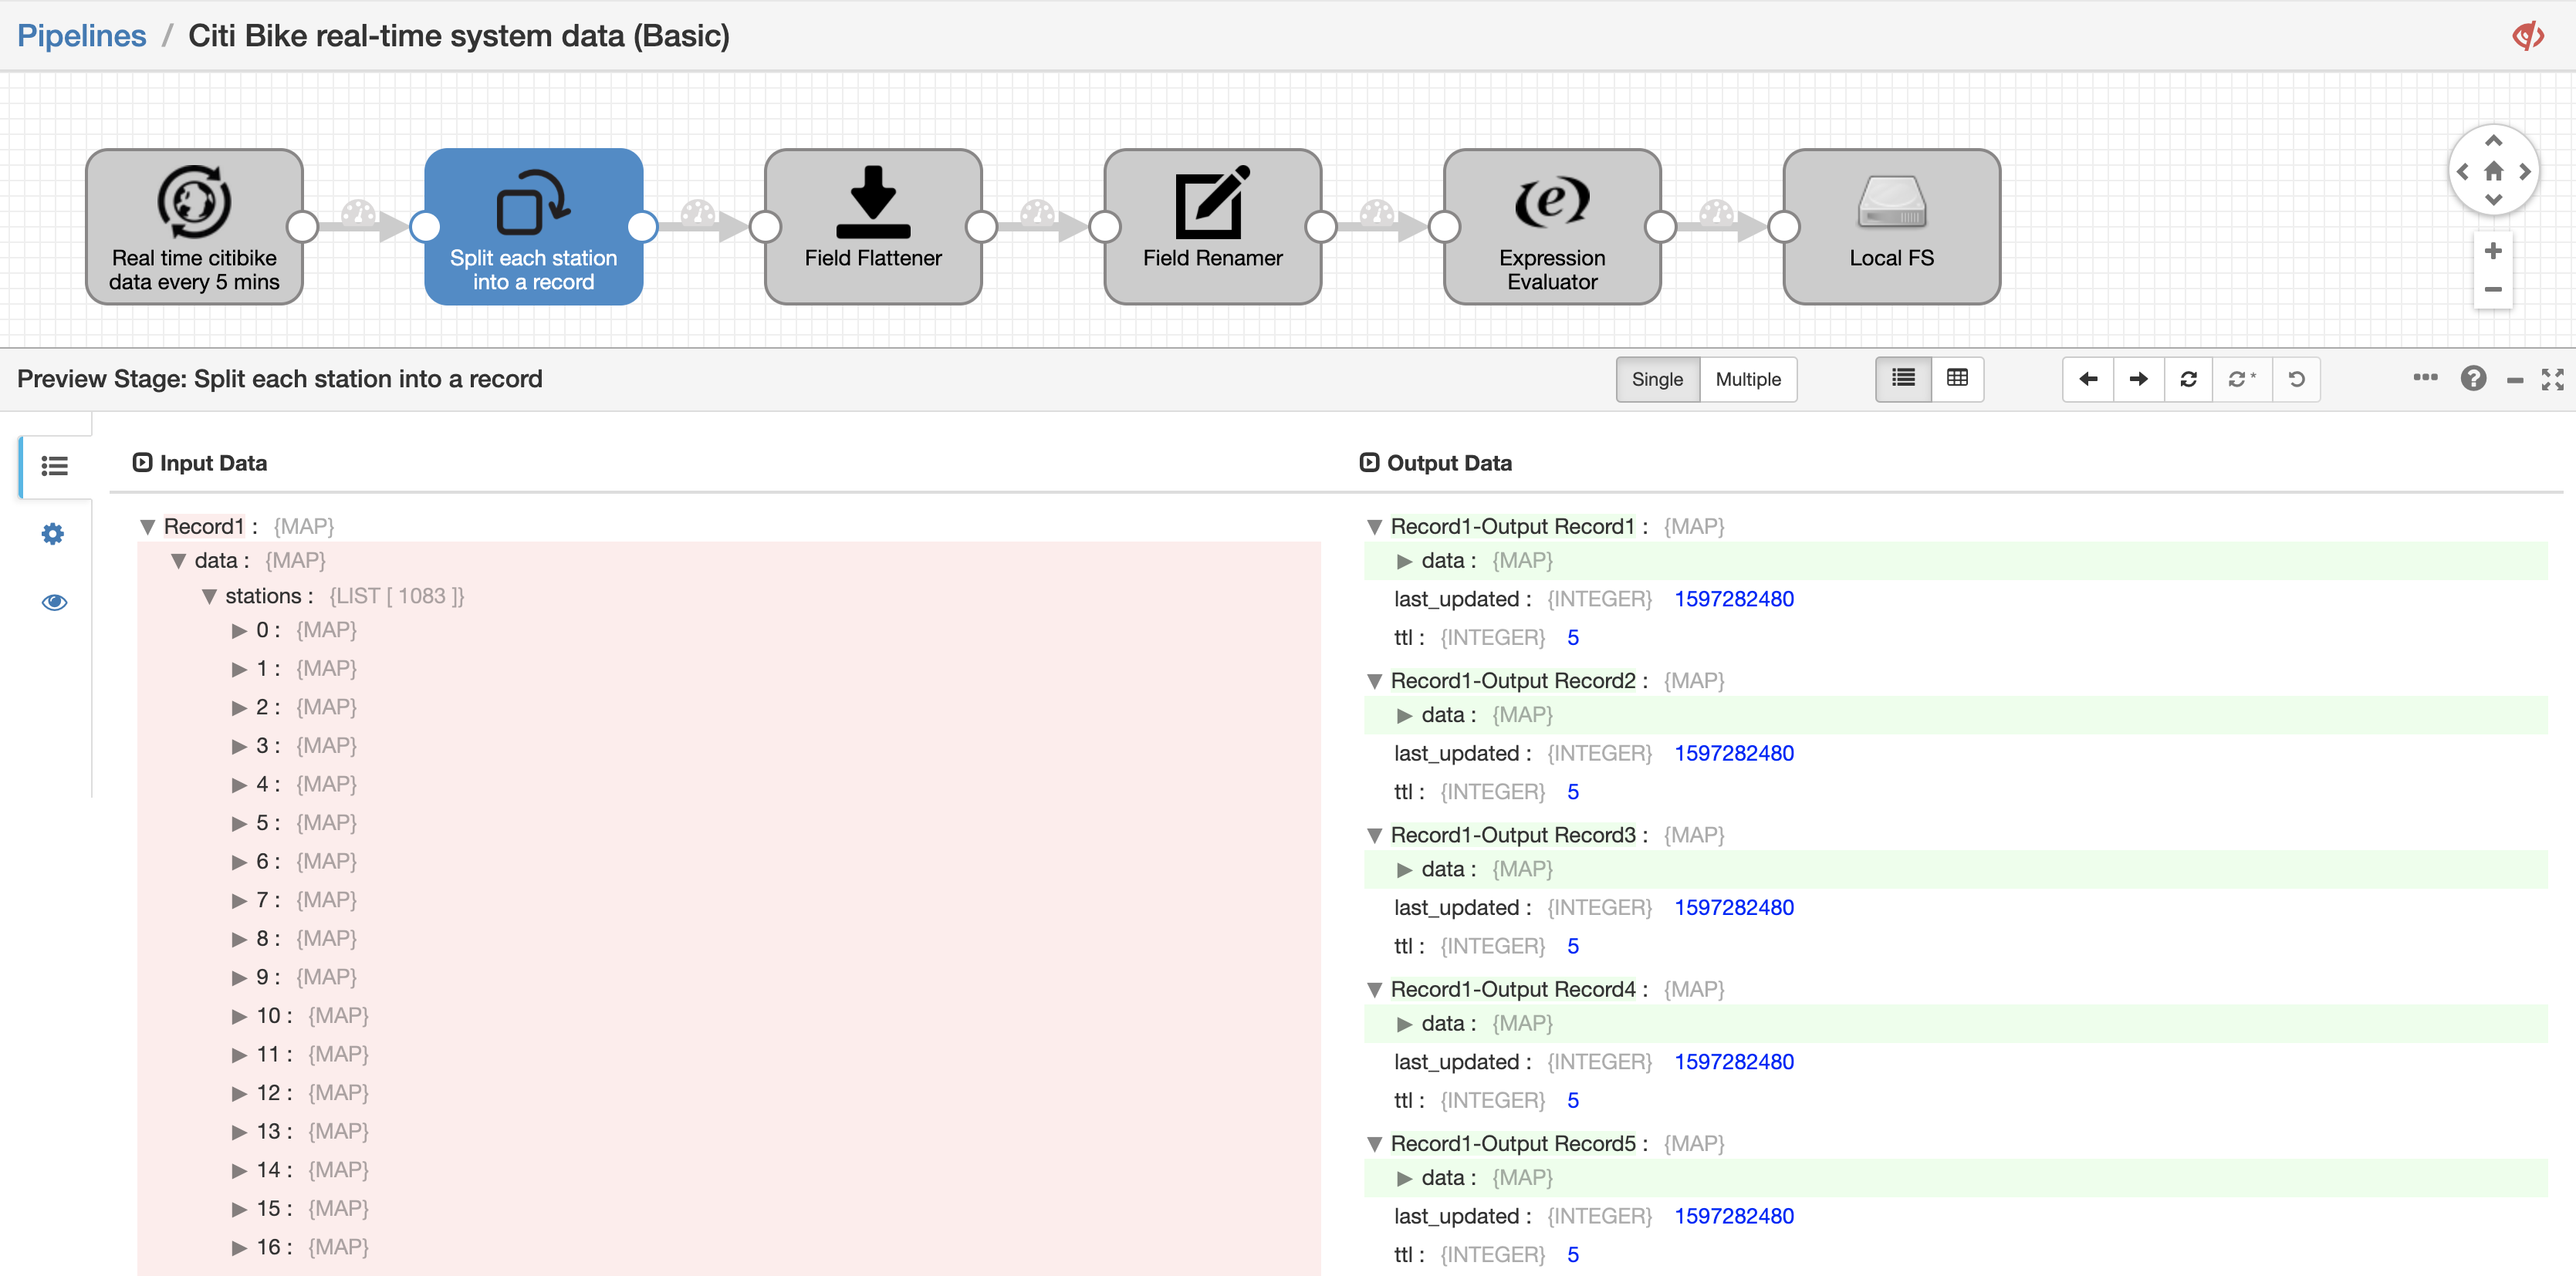 Pipelines / Citi Bike real-time system data (Basic)
Real time citibike
data every 5 mins
Split each station
into a record
Field Flattener
Field Renamer
Expression
Evaluator
Local FS
Preview Stage: Split each station into a record
Single Multiple
Input Data
Record1 : {MAP}
data : {MAP}
stations : {LIST [ 1083 ]}
0 : {MAP}
1 : {MAP}
2 : {MAP}
3 : {MAP}
4 : {MAP}
5 : {MAP}
6 : {MAP}
7 : {MAP}
8 : {MAP}
9 : {MAP}
10 : {MAP}
11 : {MAP}
12 : {MAP}
13 : {MAP}
14 : {MAP}
15 : {MAP}
16 : {MAP}
Output Data
Record1-Output Record1 : {MAP}
data : {MAP}
last_updated : {INTEGER} 1597282480
ttl : {INTEGER} 5
Record1-Output Record2 : {MAP}
data : {MAP}
last_updated : {INTEGER} 1597282480
ttl : {INTEGER} 5
Record1-Output Record3 : {MAP}
data : {MAP}
last_updated : {INTEGER} 1597282480
ttl : {INTEGER} 5
Record1-Output Record4 : {MAP}
data : {MAP}
last_updated : {INTEGER} 1597282480
ttl : {INTEGER} 5
Record1-Output Record5 : {MAP}
data : {MAP}
last_updated : {INTEGER} 1597282480
ttl : {INTEGER} 5